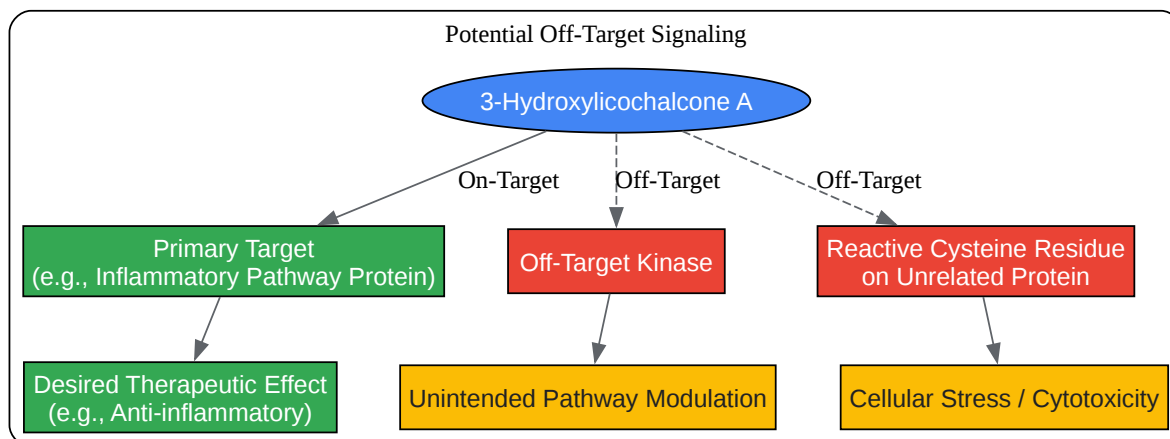 Potential Off-Target Signaling
3-Hydroxylicochalcone A
On-Target
Off-Target
Off-Target
Primary Target
(e.g., Inflammatory Pathway Protein)
Off-Target Kinase
Reactive Cysteine Residue
on Unrelated Protein
Desired Therapeutic Effect
(e.g., Anti-inflammatory)
Unintended Pathway Modulation
Cellular Stress / Cytotoxicity